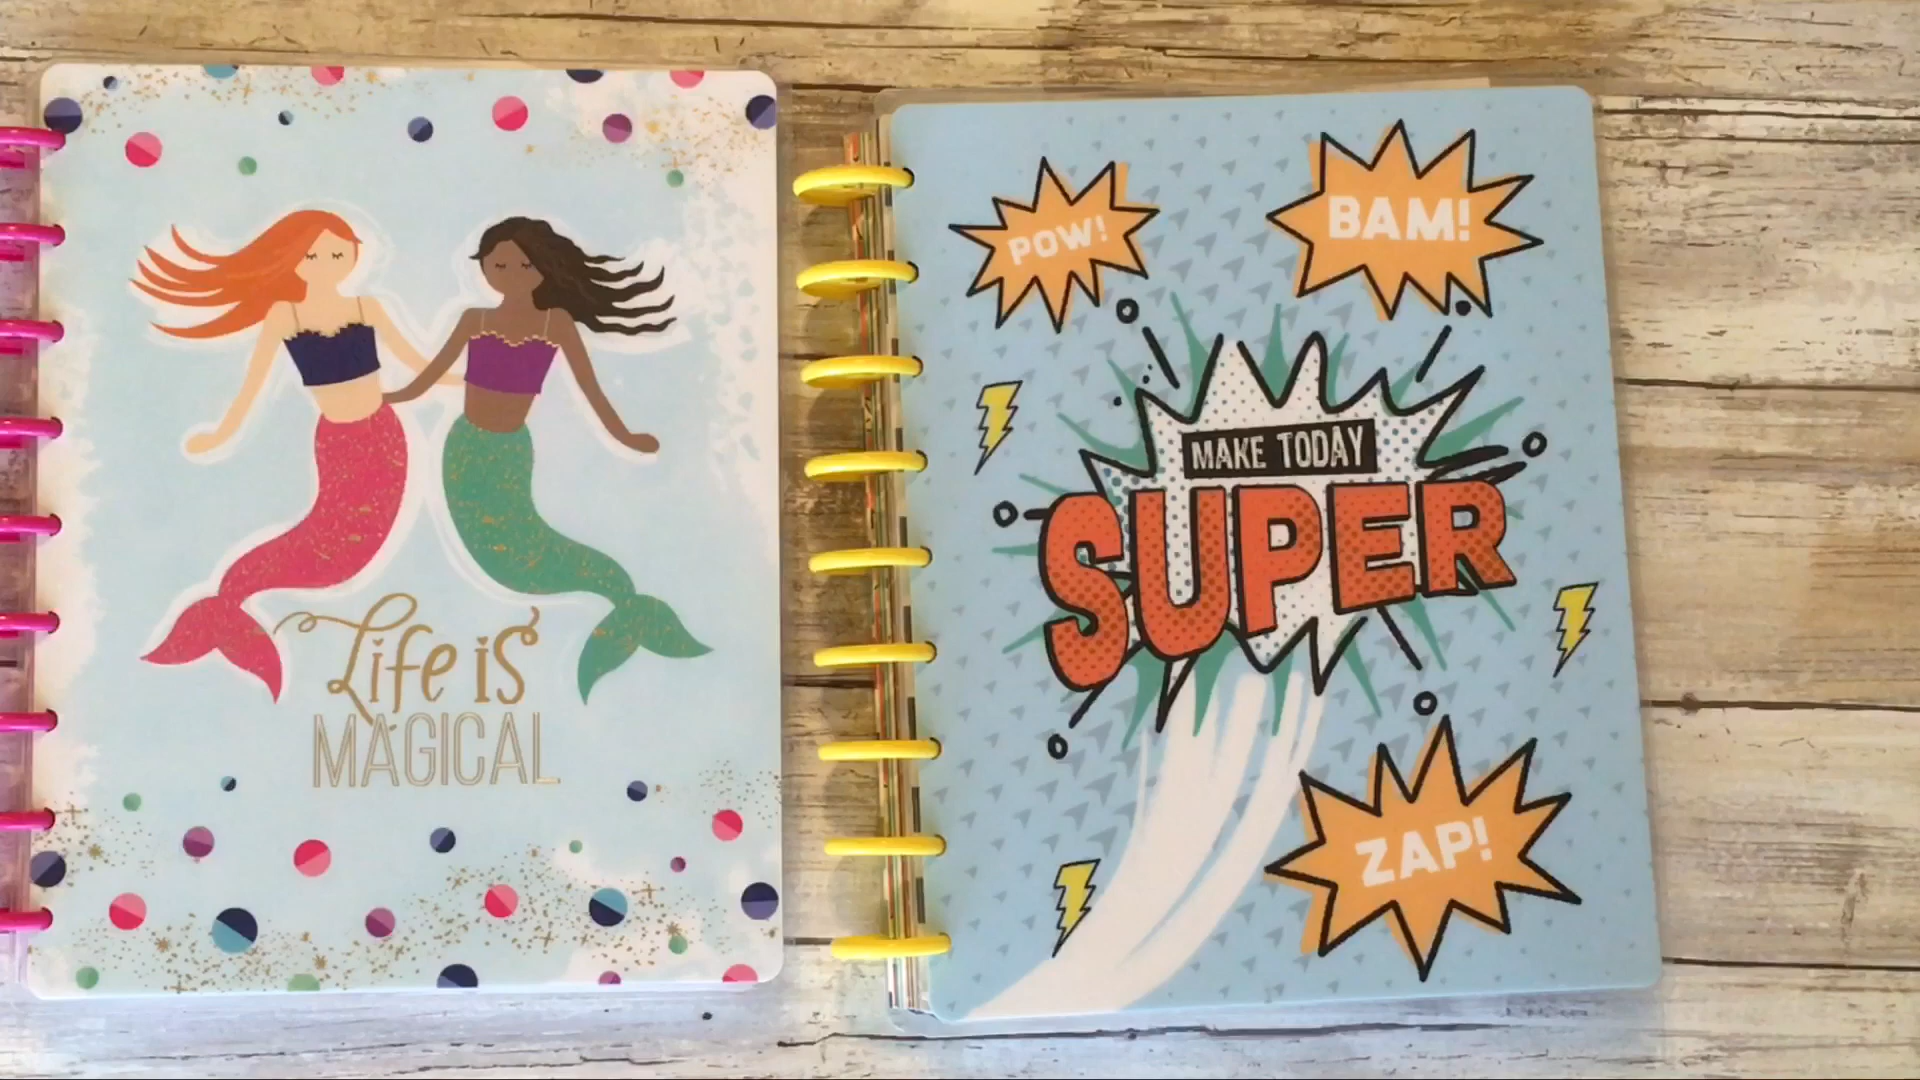 Life is
MAGICAL
POW!
BAM!
MAKE TODAY
SUPER
ZAP!